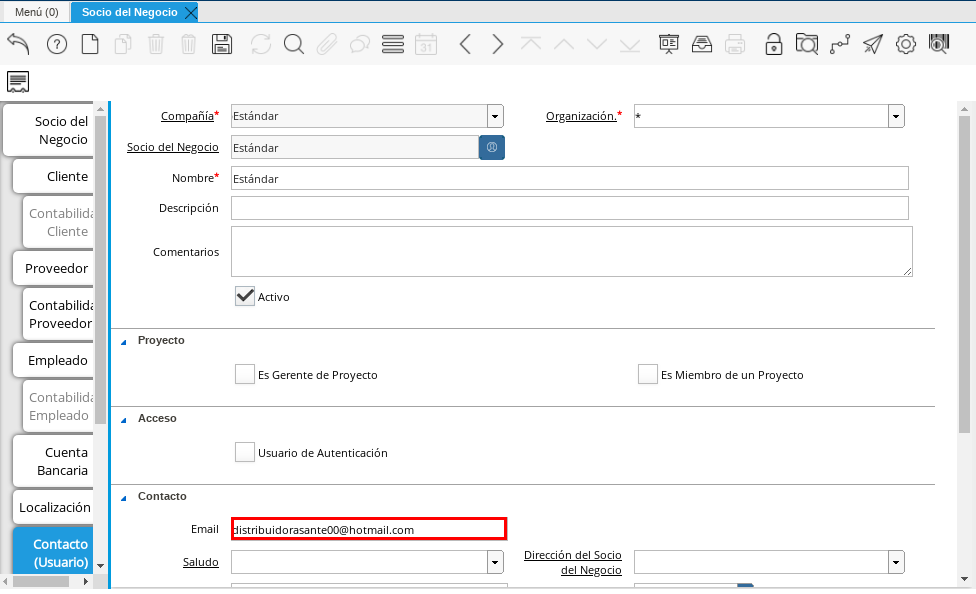 Menú (0)
Socio del Negocio
31
Socio del
Negocio
Cliente
Contabilida
Cliente
Proveedor
Contabilida
Proveedor
Empleado
Contabilida
Empleado
Cuenta
Bancaria
Localización
Contacto
(Usuario)
Compañía* Estándar
Organización.* *
Socio del Negocio Estándar
Nombre* Estándar
Descripción
Comentarios
Activo
Proyecto
Es Gerente de Proyecto
Es Miembro de un Proyecto
Acceso
Usuario de Autenticación
Contacto
Email distribuidorasante00@hotmail.com
Saludo
Dirección del Socio
del Negocio